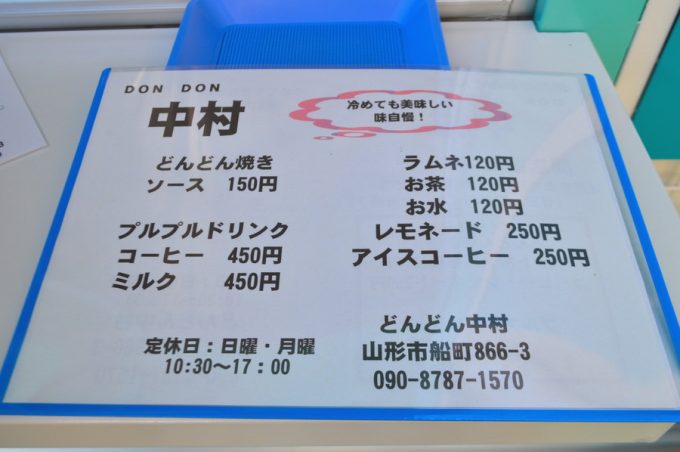 DON DON
中村
冷めても美味しい
味自慢！
どんどん焼き
ソース 150円
プルプルドリンク
コーヒー 450円
ミルク 450円
ラムネ120円
お茶 120円
お水 120円
レモネード 250円
アイスコーヒー 250円
定休日：日曜・月曜
10:30～17：00
どんどん中村
山形市船町866-3
090-8787-1570